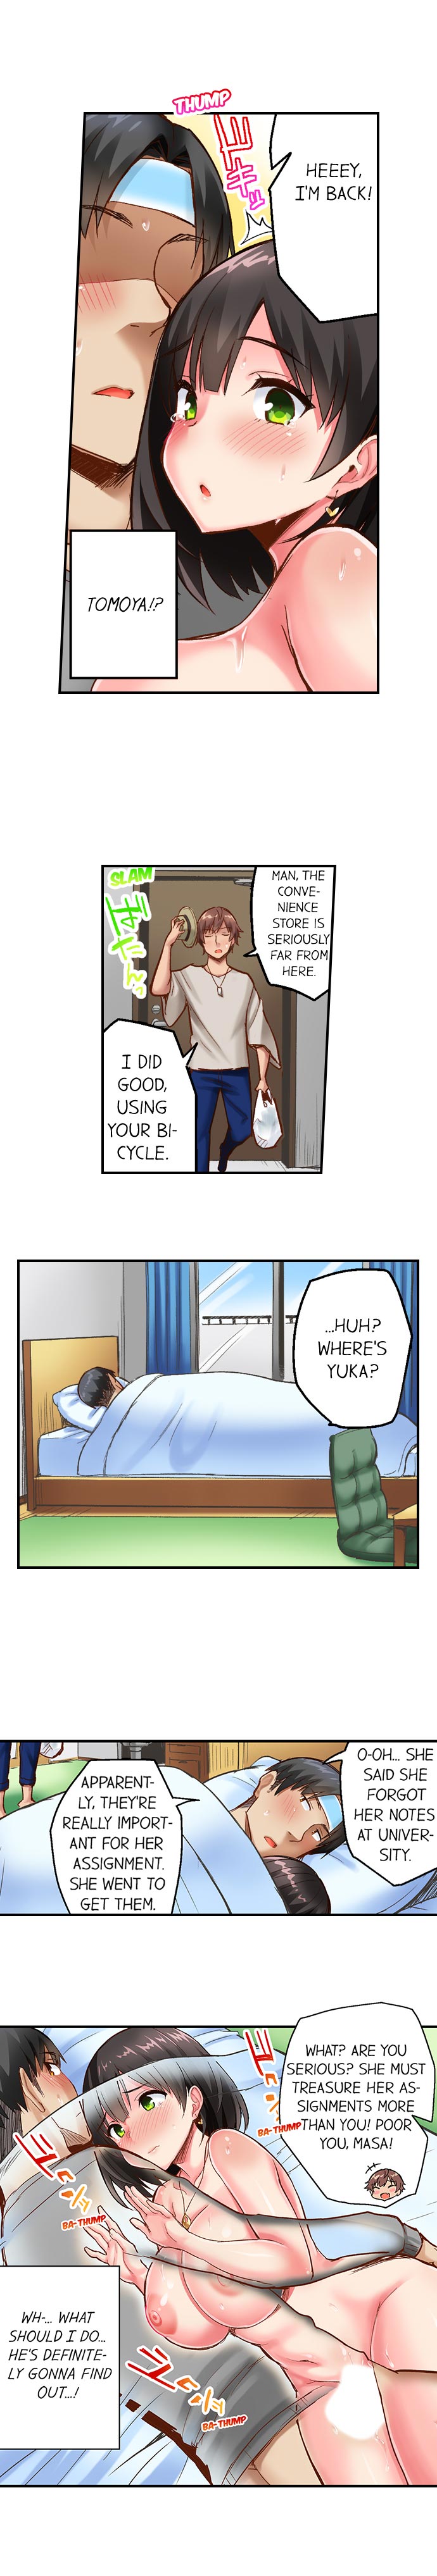 THUMP
ドキッ
HEEEY,
I'M BACK!
TOMOYA!?
SLAM
MAN, THE
CONVE-
NIENCE
STORE IS
SERIOUSLY
FAR FROM
HERE.
I DID
GOOD,
USING
YOUR BI-
CYCLE.
...HUH?
WHERE'S
YUKA?
O-OH... SHE
SAID SHE
FORGOT
HER NOTES
AT UNIVER-
SITY.
APPARENT-
LY, THEY'RE
REALLY IMPORT-
ANT FOR HER
ASSIGNMENT.
SHE WENT TO
GET THEM.
WHAT? ARE YOU
SERIOUS? SHE MUST
TREASURE HER AS-
SIGNMENTS MORE
THAN YOU! POOR
YOU, MASA!
BA-THUMP
BA-THUMP
WH-... WHAT
SHOULD I DO...
HE'S DEFINITE-
LY GONNA FIND
OUT...!
BA-THUMP